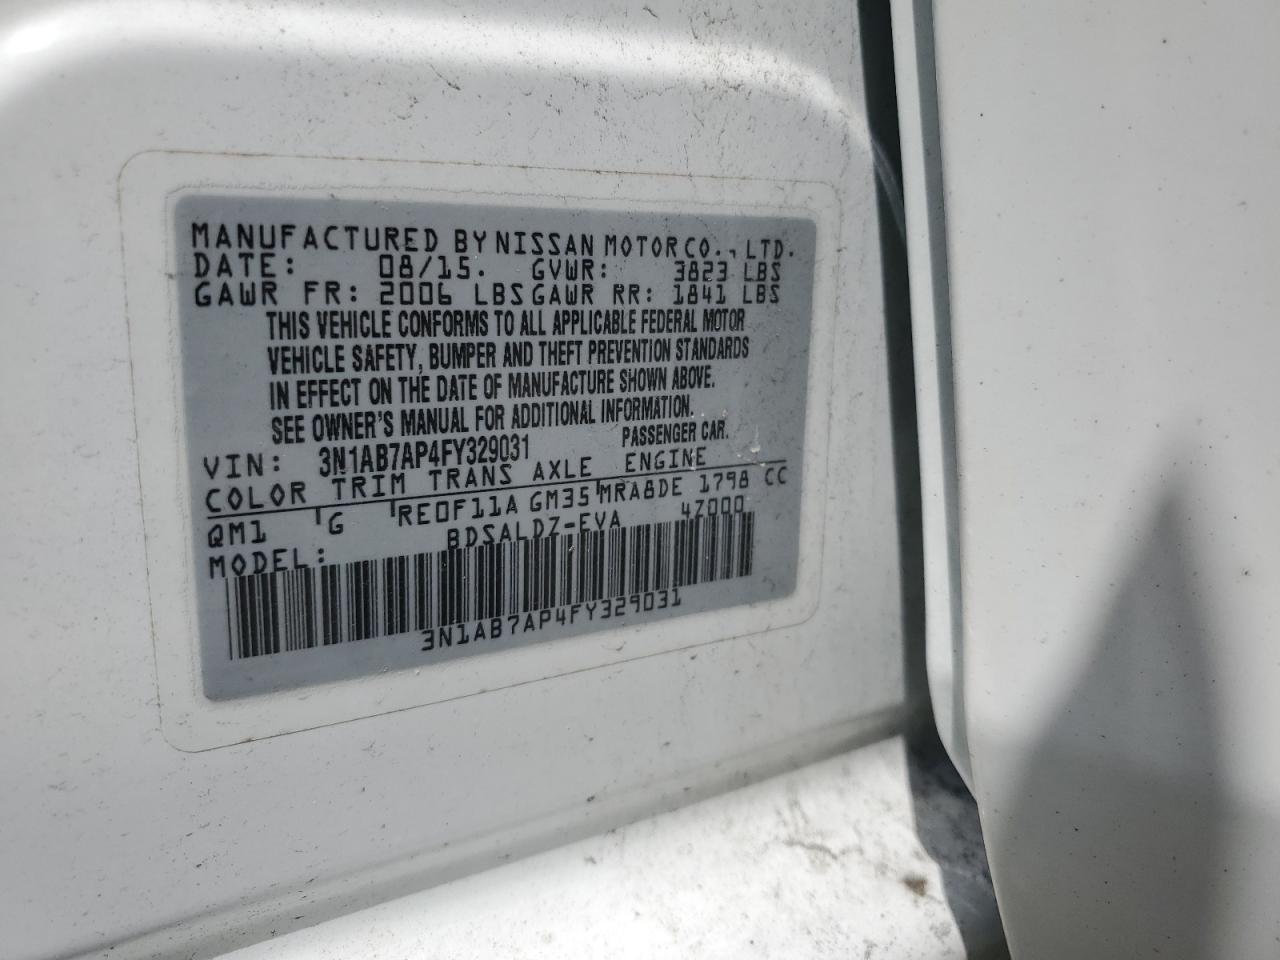 MANUFACTURED BY NISSAN MOTOR CO., LTD.
DATE: 08/15. GVWR: 3823 LBS
GAWR FR: 2006 LBS GAWR RR: 1841 LBS
THIS VEHICLE CONFORMS TO ALL APPLICABLE FEDERAL MOTOR
VEHICLE SAFETY, BUMPER AND THEFT PREVENTION STANDARDS
IN EFFECT ON THE DATE OF MANUFACTURE SHOWN ABOVE.
SEE OWNER'S MANUAL FOR ADDITIONAL INFORMATION.
VIN: 3N1AB7AP4FY329031 PASSENGER CAR.
COLOR TRIM TRANS AXLE ENGINE
QM1 G RE0F11A GM35 MRA8DE 1798 CC
MODEL: BDSALDZ-EVA 4Z000
3N1AB7AP4FY329031